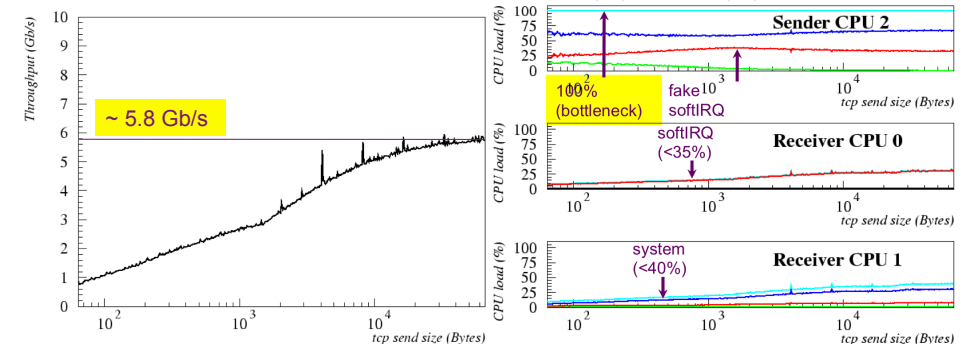 Throughput (Gb/s)
10
9
8
7
6
5
4
3
2
1
0
~ 5.8 Gb/s
10²
10³
10⁴
tcp send size (Bytes)
CPU load (%)
100
75
50
25
0
Sender CPU 2
10²
10³
10⁴
tcp send size (Bytes)
100%
(bottleneck)
fake
softIRQ
CPU load (%)
100
75
50
25
0
softIRQ
(<35%)
Receiver CPU 0
10²
10³
10⁴
tcp send size (Bytes)
CPU load (%)
100
75
50
25
0
system
(<40%)
Receiver CPU 1
10²
10³
10⁴
tcp send size (Bytes)